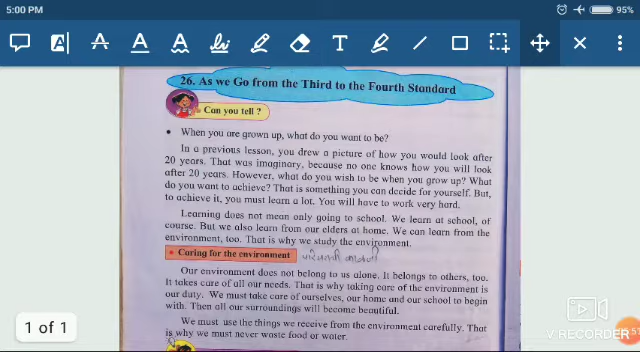 5:00 PM
95%
26. As we Go from the Third to the Fourth Standard
Can you tell ?
• When you are grown up, what do you want to be?
In a previous lesson, you drew a picture of how you would look after
20 years. That was imaginary, because no one knows how you will look
after 20 years. However, what do you wish to be when you grow up? What
do you want to achieve? That is something you can decide for yourself. But,
to achieve it, you must learn a lot. You will have to work very hard.
Learning does not mean only going to school. We learn at school, of
course. But we also learn from our elders at home. We can learn from the
environment, too. That is why we study the environment.
• Caring for the environment
Our environment does not belong to us alone. It belongs to others, too.
It takes care of all our needs. That is why taking care of the environment is
our duty. We must take care of ourselves, our home and our school to begin
with. Then all our surroundings will become beautiful.
We must use the things we receive from the environment carefully. That
is why we must never waste food or water.
1 of 1
V RECORDER